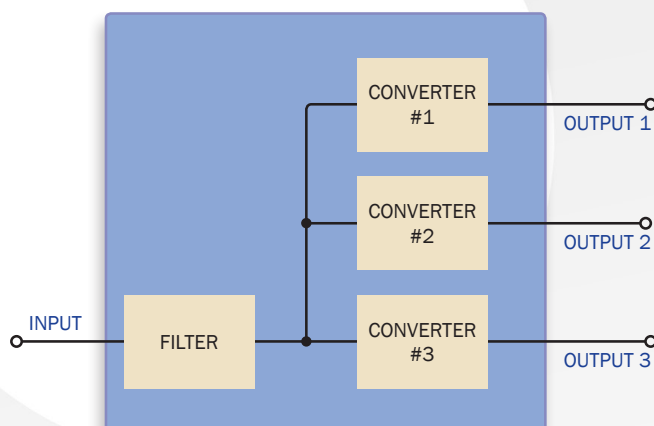 CONVERTER
#1
OUTPUT 1
CONVERTER
#2
OUTPUT 2
INPUT
FILTER
CONVERTER
#3
OUTPUT 3